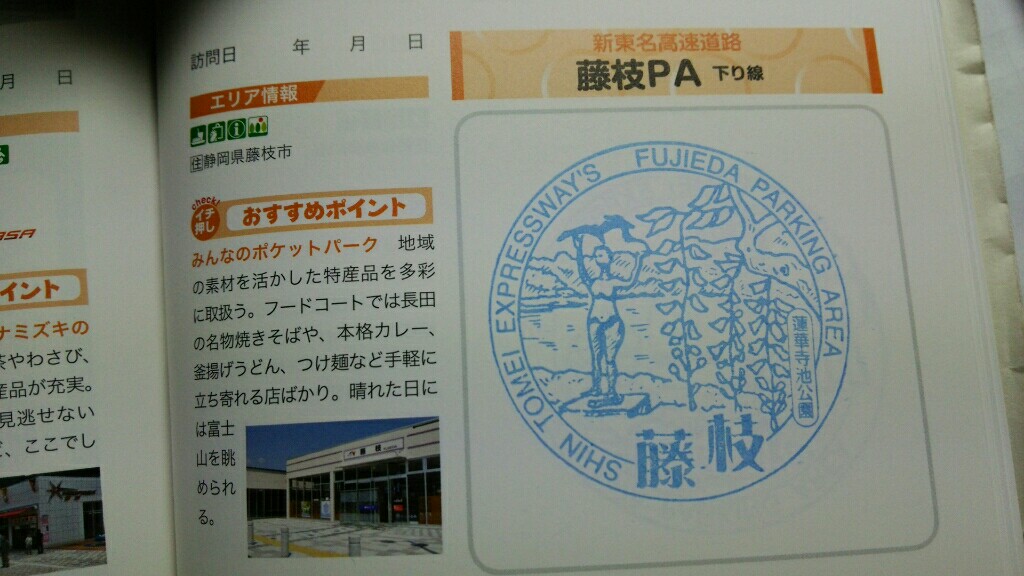 月 日
ASA
イント
ナミズキの
茶やわさび、
産品が充実。
見逃せない
ど、ここでし
訪問日 年 月 日
エリア情報
住静岡県藤枝市
check!
イチ押し
おすすめポイント
みんなのポケットパーク 地域
の素材を活かした特産品を多彩
に取扱う。フードコートでは長田
の名物焼きそばや、本格カレー、
釜揚げうどん、つけ麺など手軽に
立ち寄れる店ばかり。晴れた日に
は富士
山を眺
められ
る。
新東名高速道路
藤枝PA 下り線
SHIN TOMEI EXPRESSWAY'S FUJIEDA PARKING AREA
蓮華寺池公園
藤枝